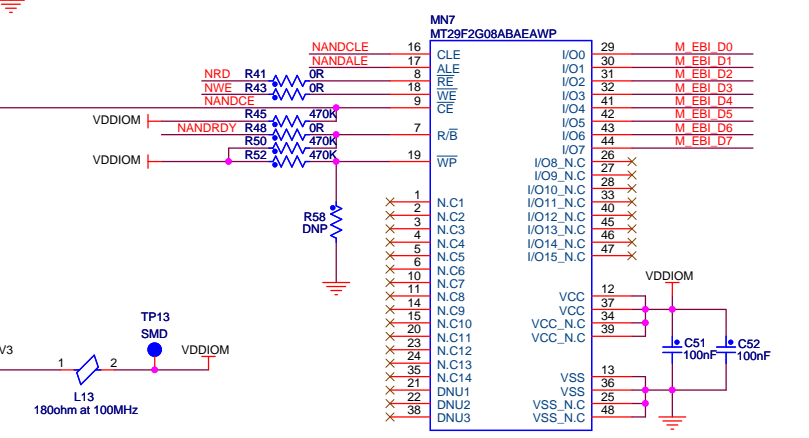 MN7
MT29F2G08ABAEAWP
NANDCLE 16 CLE I/O0 29 M_EBI_D0
NANDALE 17 ALE I/O1 30 M_EBI_D1
NRD R41 0R 8 RE I/O2 31 M_EBI_D2
NWE R43 0R 18 WE I/O3 32 M_EBI_D3
NANDCE 9 CE I/O4 41 M_EBI_D4
VDDIOM R45 470K I/O5 42 M_EBI_D5
NANDRDY R48 0R 7 R/B I/O6 43 M_EBI_D6
R50 470K I/O7 44 M_EBI_D7
VDDIOM R52 470K 19 WP I/O8_N.C 26
I/O9_N.C 27
I/O10_N.C 28
1 N.C1 I/O11_N.C 33
2 N.C2 I/O12_N.C 40
3 N.C3 I/O13_N.C 45
4 N.C4 I/O14_N.C 46
5 N.C5 I/O15_N.C 47
R58
DNP
6 N.C6
10 N.C7
11 N.C8
14 N.C9
15 N.C10
20 N.C11
23 N.C12
24 N.C13
35 N.C14
21 DNU1
22 DNU2
38 DNU3
VDDIOM
VCC 12
VCC 37
VCC_N.C 34
VCC_N.C 39
C51
100nF
C52
100nF
VSS 13
VSS 36
VSS_N.C 25
VSS_N.C 48
TP13
SMD
V3 1 2 VDDIOM
L13
180ohm at 100MHz